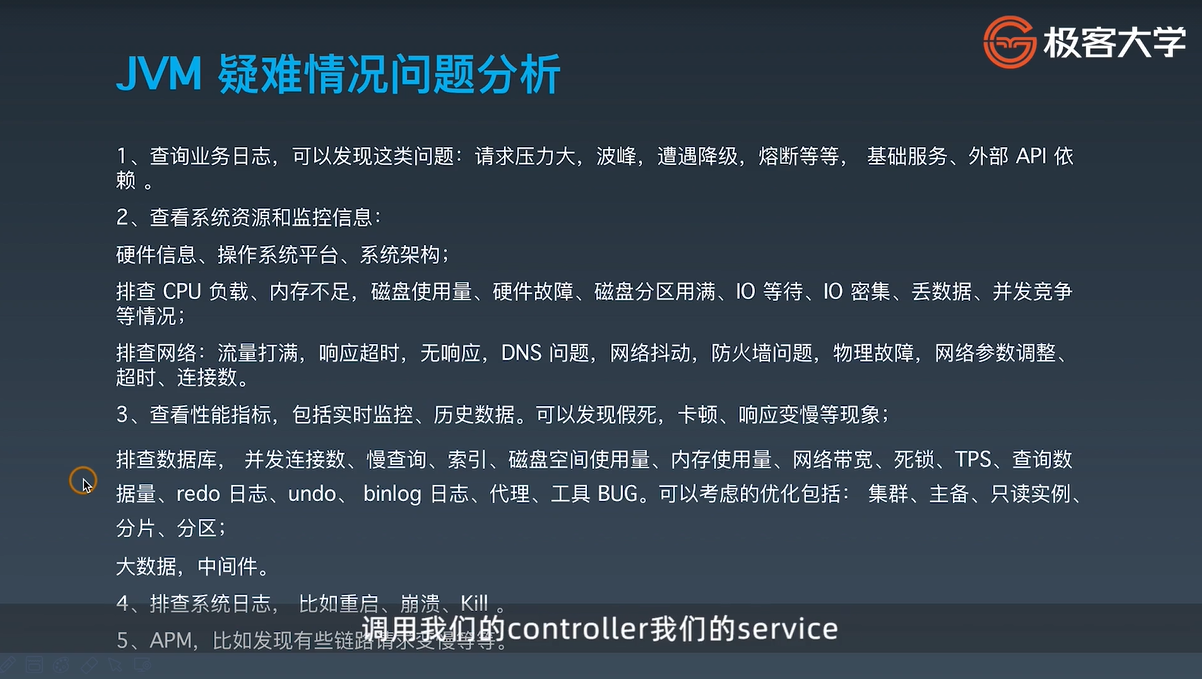 极客大学
JVM 疑难情况问题分析
1、查询业务日志，可以发现这类问题：请求压力大，波峰，遭遇降级，熔断等等， 基础服务、外部 API 依
赖 。
2、查看系统资源和监控信息：
硬件信息、操作系统平台、系统架构；
排查 CPU 负载、内存不足，磁盘使用量、硬件故障、磁盘分区用满、IO 等待、IO 密集、丢数据、并发竞争
等情况；
排查网络：流量打满，响应超时，无响应，DNS 问题，网络抖动，防火墙问题，物理故障，网络参数调整、
超时、连接数。
3、查看性能指标，包括实时监控、历史数据。可以发现假死，卡顿、响应变慢等现象；
排查数据库， 并发连接数、慢查询、索引、磁盘空间使用量、内存使用量、网络带宽、死锁、TPS、查询数
据量、redo 日志、undo、 binlog 日志、代理、工具 BUG。可以考虑的优化包括： 集群、主备、只读实例、
分片、分区；
大数据，中间件。
4、排查系统日志， 比如重启、崩溃、Kill 。
5、APM，比如发现有些链路请求变慢等等。
调用我们的controller我们的service